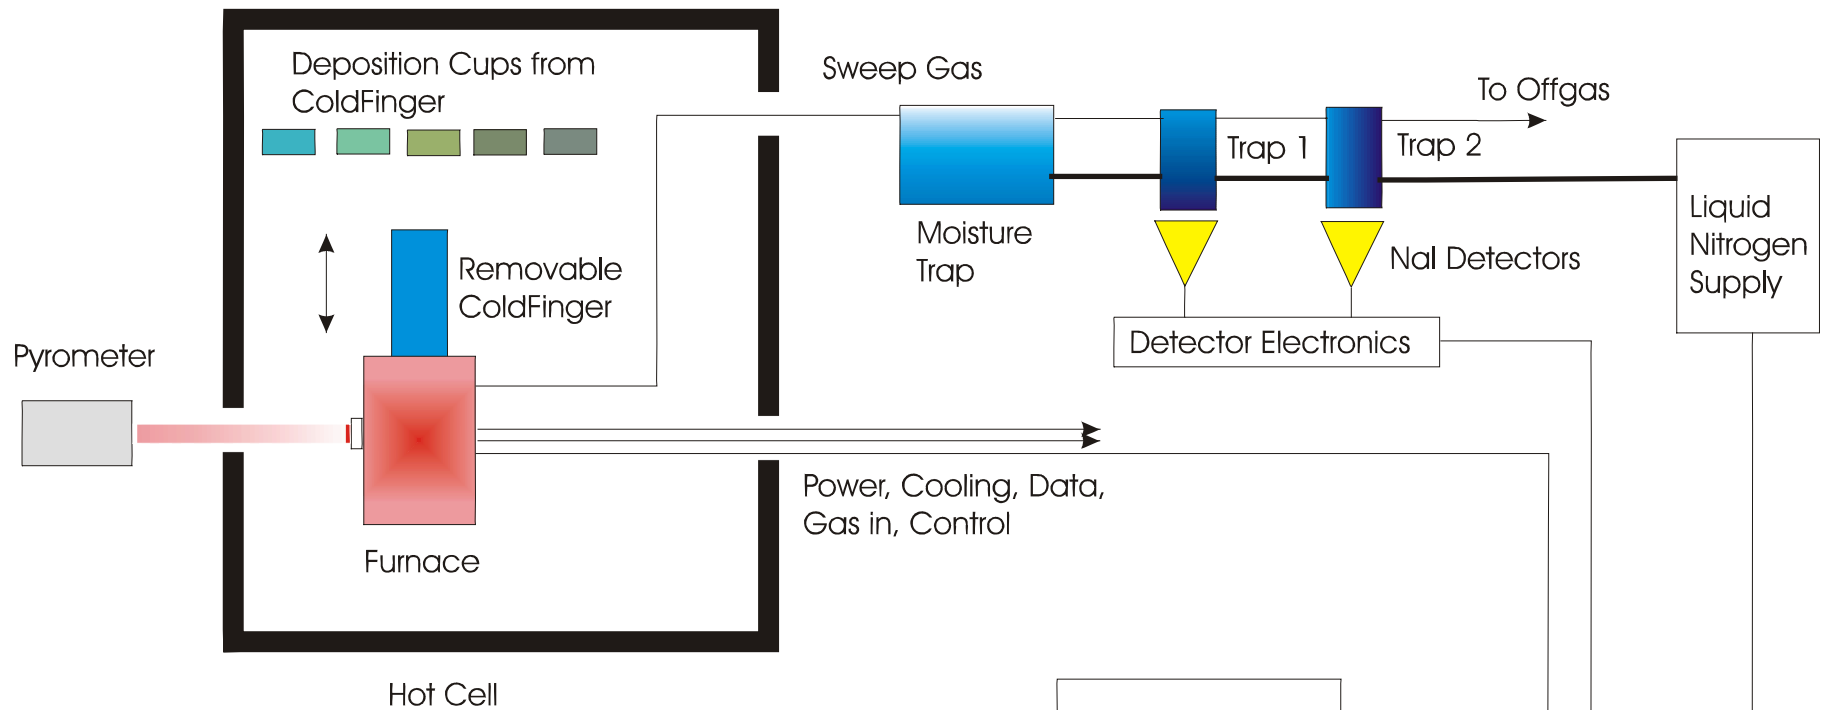 Deposition Cups from
ColdFinger
Sweep Gas
To Offgas
Trap 1
Trap 2
Moisture
Trap
NaI Detectors
Liquid
Nitrogen
Supply
Removable
ColdFinger
Detector Electronics
Pyrometer
Power, Cooling, Data,
Gas in, Control
Furnace
Hot Cell